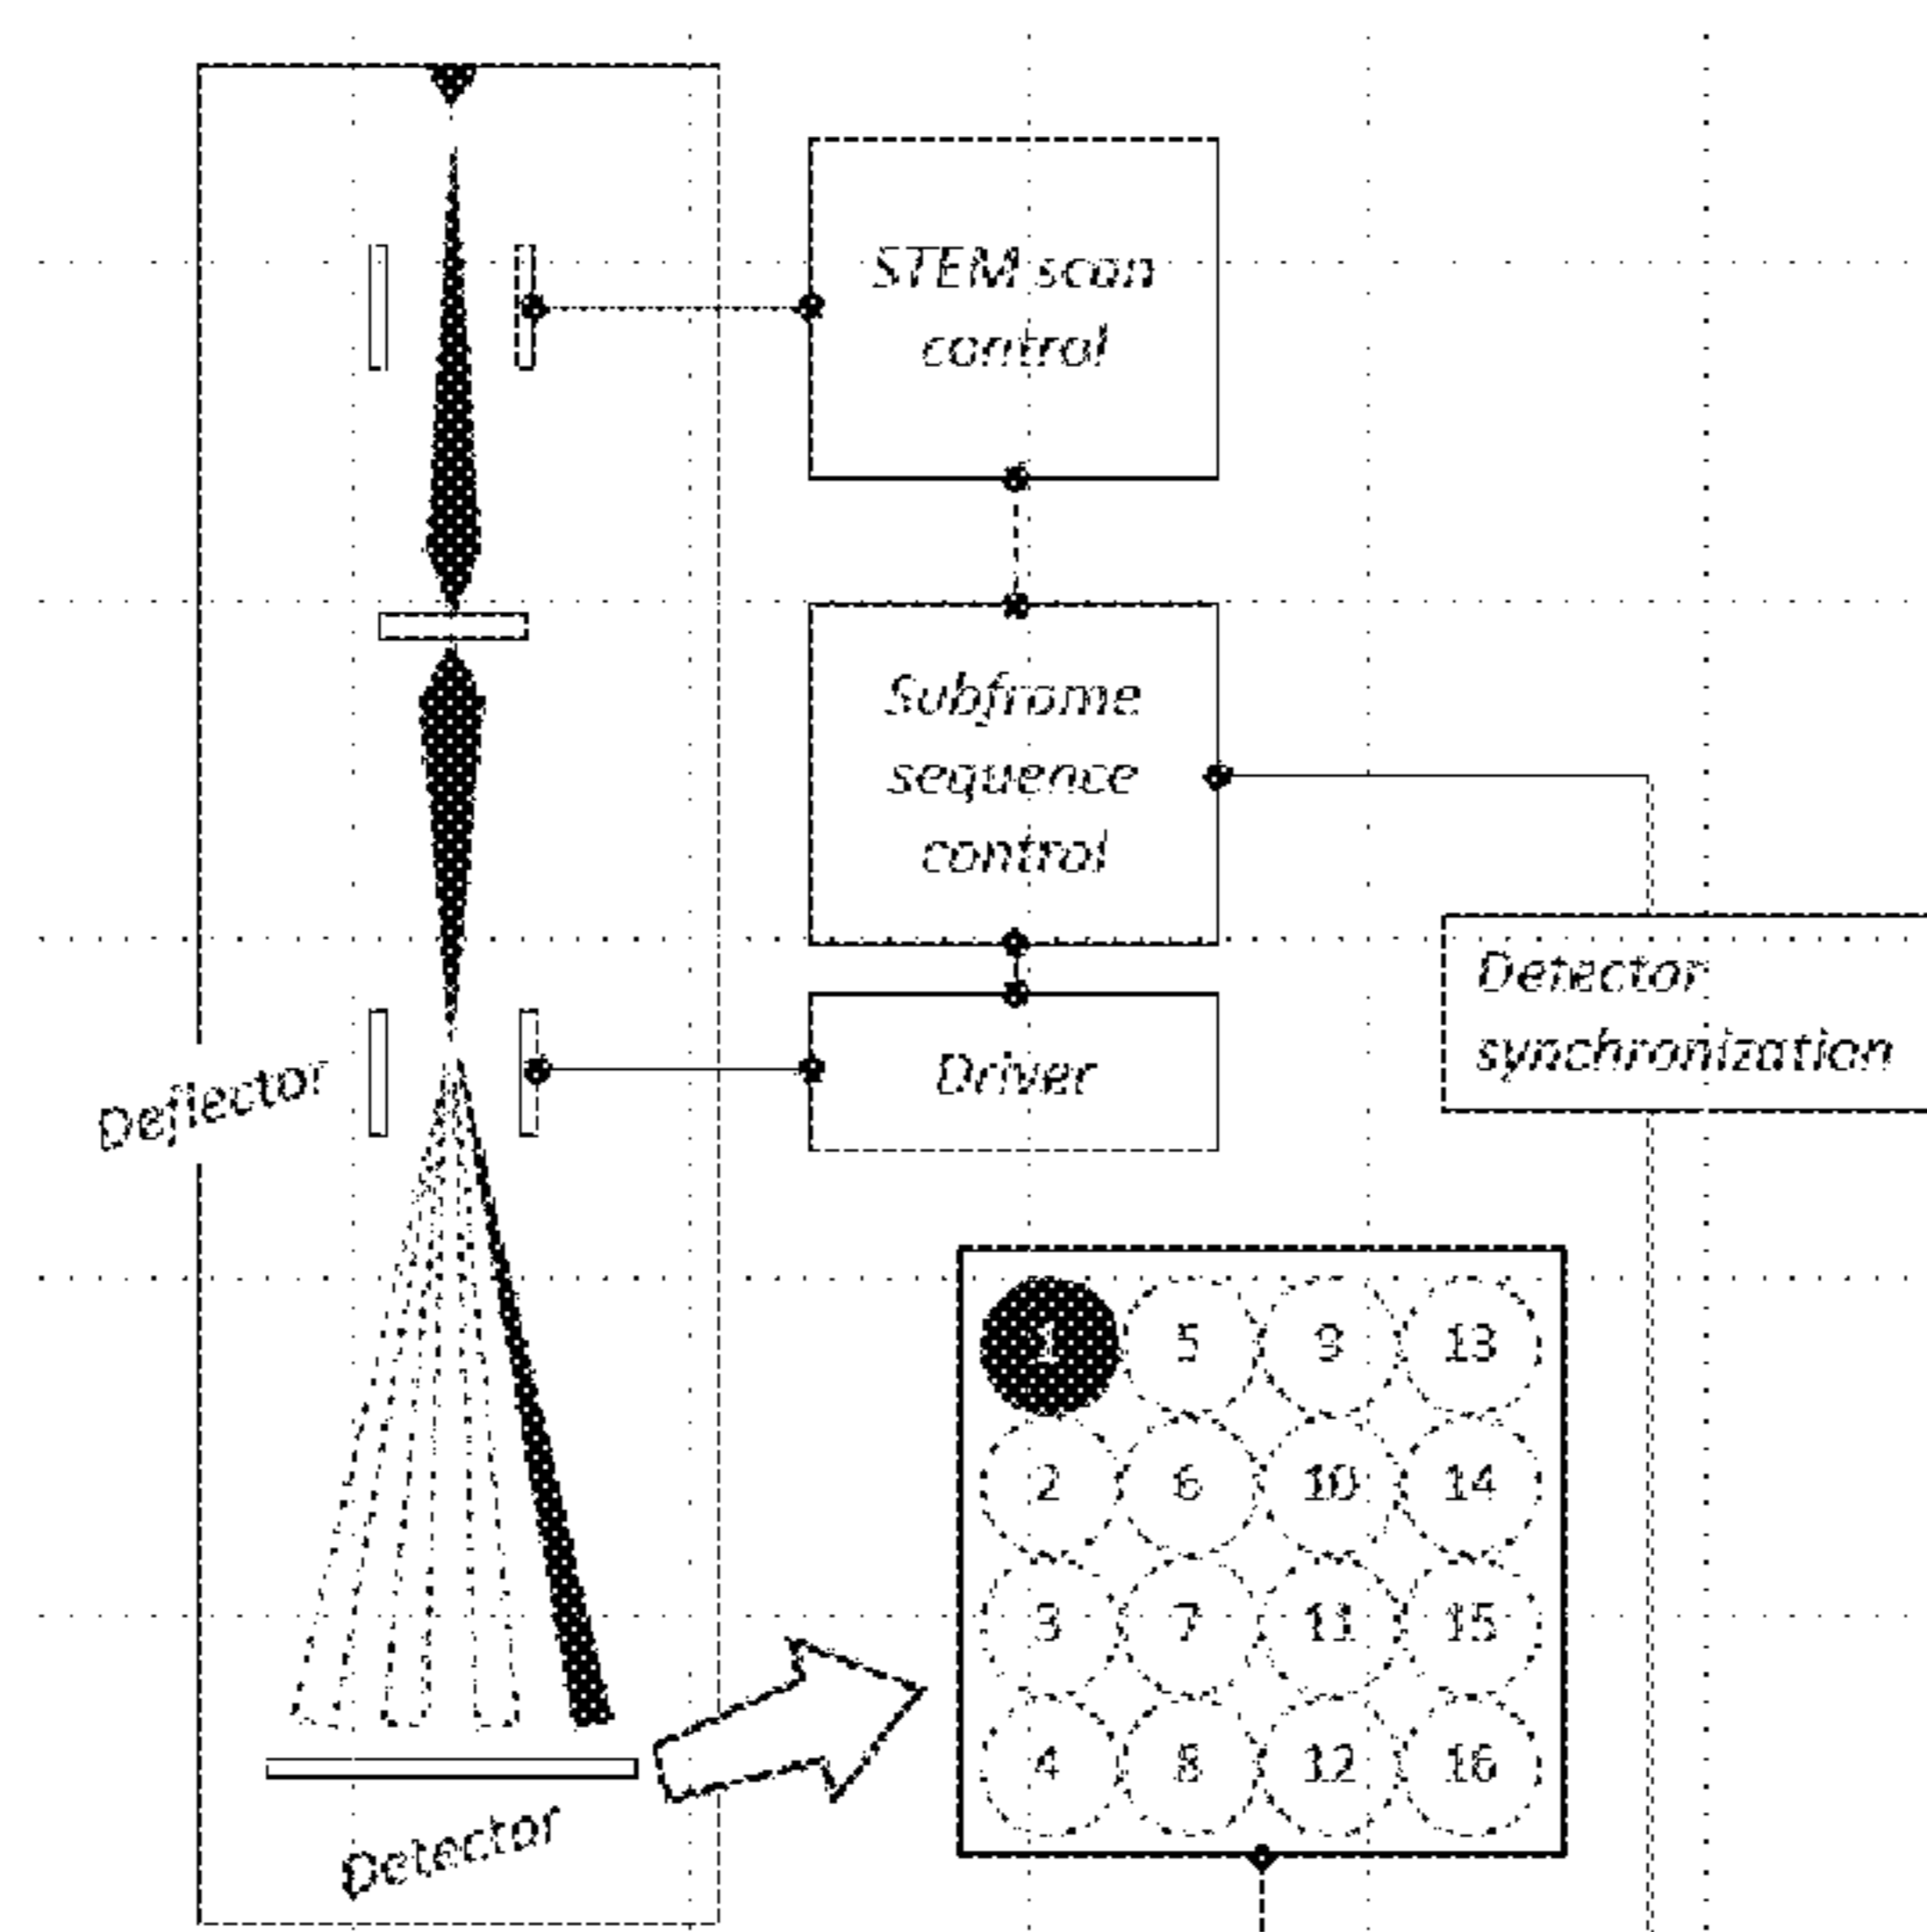 STEM scan
control
Subframe
sequence
control
Detector
synchronization
Deflector
Driver
1 5 9 13
2 6 10 14
3 7 11 15
4 8 12 16
Detector